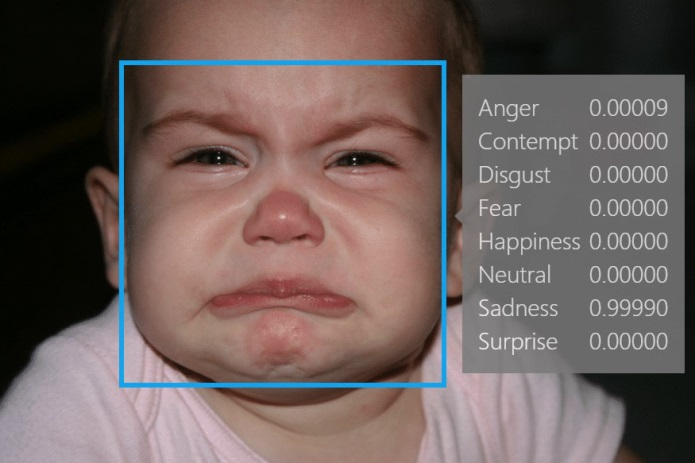 Anger 0.00009
Contempt 0.00000
Disgust 0.00000
Fear 0.00000
Happiness 0.00000
Neutral 0.00000
Sadness 0.99990
Surprise 0.00000